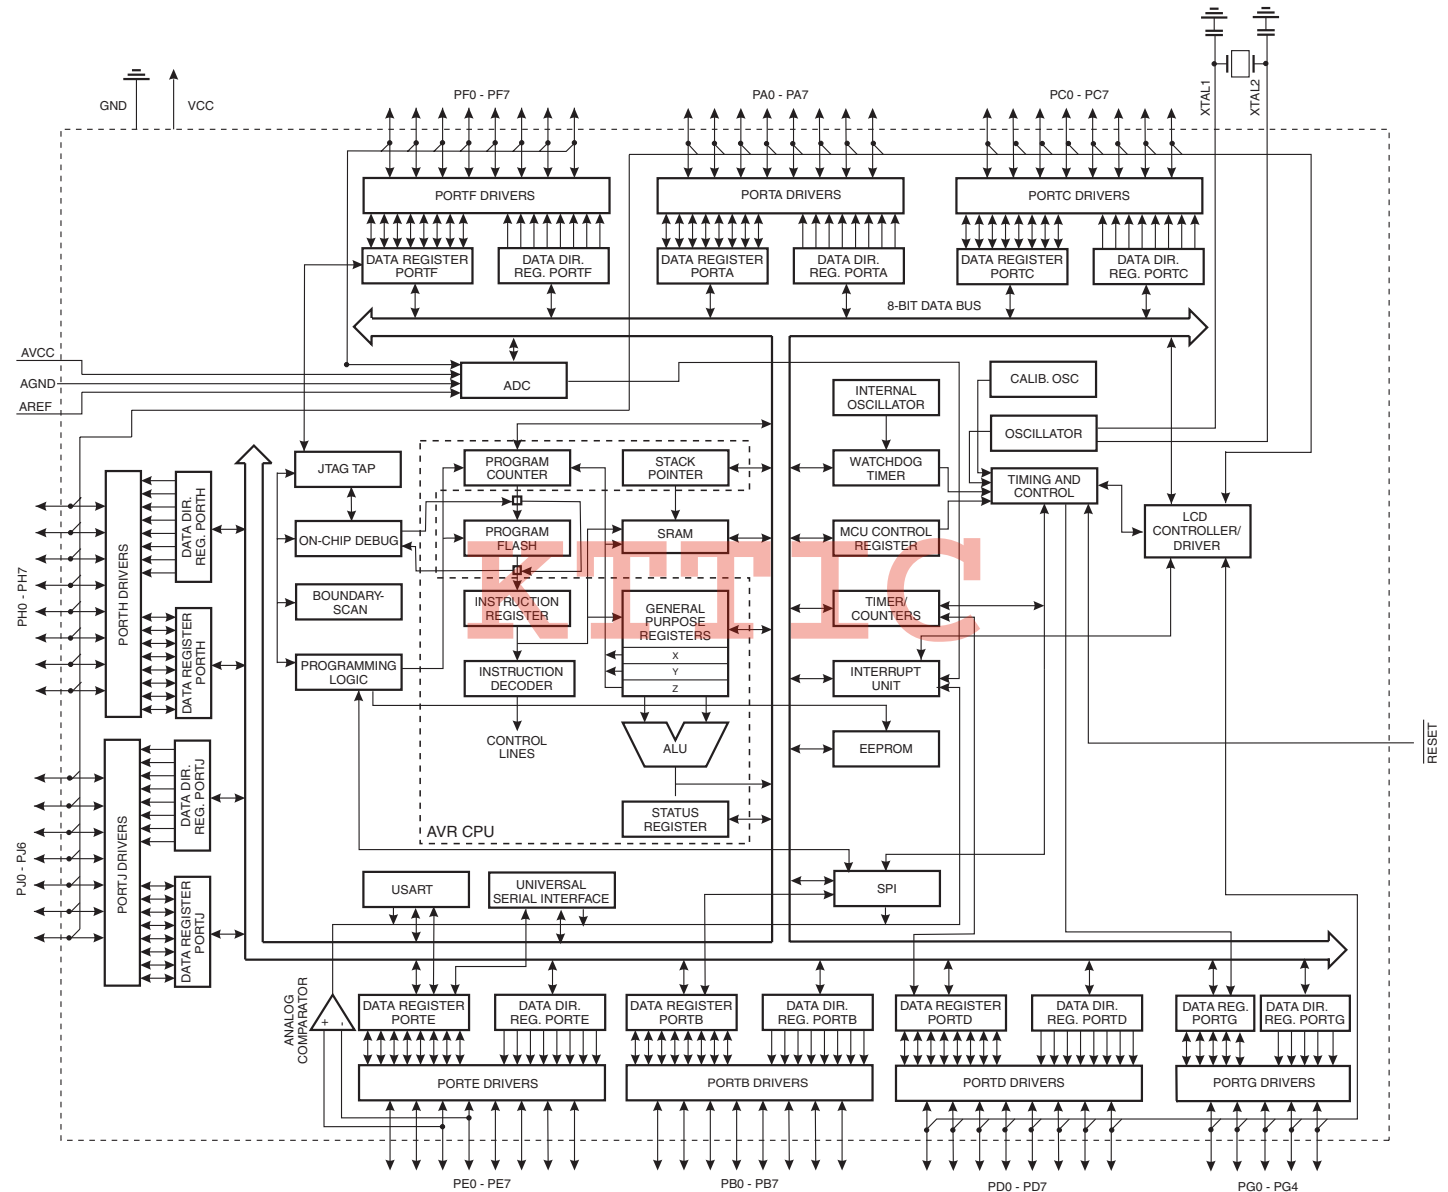 XTAL1
XTAL2
GND
VCC
PF0 - PF7
PA0 - PA7
PC0 - PC7
PORTF DRIVERS
PORTA DRIVERS
PORTC DRIVERS
DATA REGISTER
PORTF
DATA DIR.
REG. PORTF
DATA REGISTER
PORTA
DATA DIR.
REG. PORTA
DATA REGISTER
PORTC
DATA DIR.
REG. PORTC
8-BIT DATA BUS
AVCC
AGND
AREF
ADC
INTERNAL
OSCILLATOR
CALIB. OSC
OSCILLATOR
JTAG TAP
PROGRAM
COUNTER
STACK
POINTER
WATCHDOG
TIMER
TIMING AND
CONTROL
LCD
CONTROLLER/
DRIVER
ON-CHIP DEBUG
PROGRAM
FLASH
SRAM
MCU CONTROL
REGISTER
KTTIC
BOUNDARY-
SCAN
INSTRUCTION
REGISTER
GENERAL
PURPOSE
REGISTERS
X
Y
Z
TIMER/
COUNTERS
PROGRAMMING
LOGIC
INSTRUCTION
DECODER
INTERRUPT
UNIT
CONTROL
LINES
ALU
EEPROM
RESET
STATUS
REGISTER
AVR CPU
PH0 - PH7
PORTH DRIVERS
DATA DIR.
REG. PORTH
DATA REGISTER
PORTH
PJ0 - PJ6
PORTJ DRIVERS
DATA DIR.
REG. PORTJ
DATA REGISTER
PORTJ
USART
UNIVERSAL
SERIAL INTERFACE
SPI
ANALOG
COMPARATOR
+
-
DATA REGISTER
PORTE
DATA DIR.
REG. PORTE
DATA REGISTER
PORTB
DATA DIR.
REG. PORTB
DATA REGISTER
PORTD
DATA DIR.
REG. PORTD
DATA REG.
PORTG
DATA DIR.
REG. PORTG
PORTE DRIVERS
PORTB DRIVERS
PORTD DRIVERS
PORTG DRIVERS
PE0 - PE7
PB0 - PB7
PD0 - PD7
PG0 - PG4